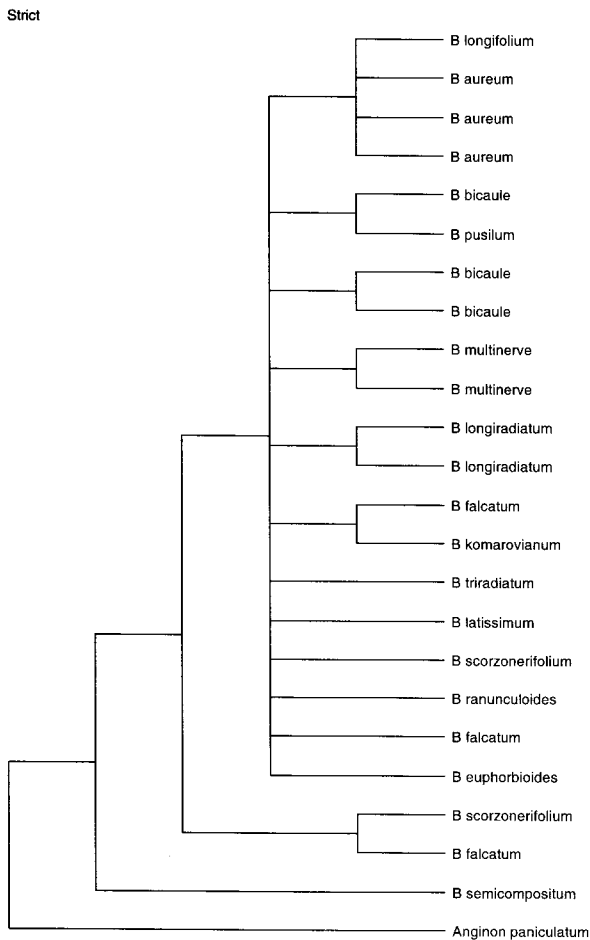 Strict
B longifolium
B aureum
B aureum
B aureum
B bicaule
B pusilum
B bicaule
B bicaule
B multinerve
B multinerve
B longiradiatum
B longiradiatum
B falcatum
B komarovianum
B triradiatum
B latissimum
B scorzonerifolium
B ranunculoides
B falcatum
B euphorbioides
B scorzonerifolium
B falcatum
B semicompositum
Anginon paniculatum